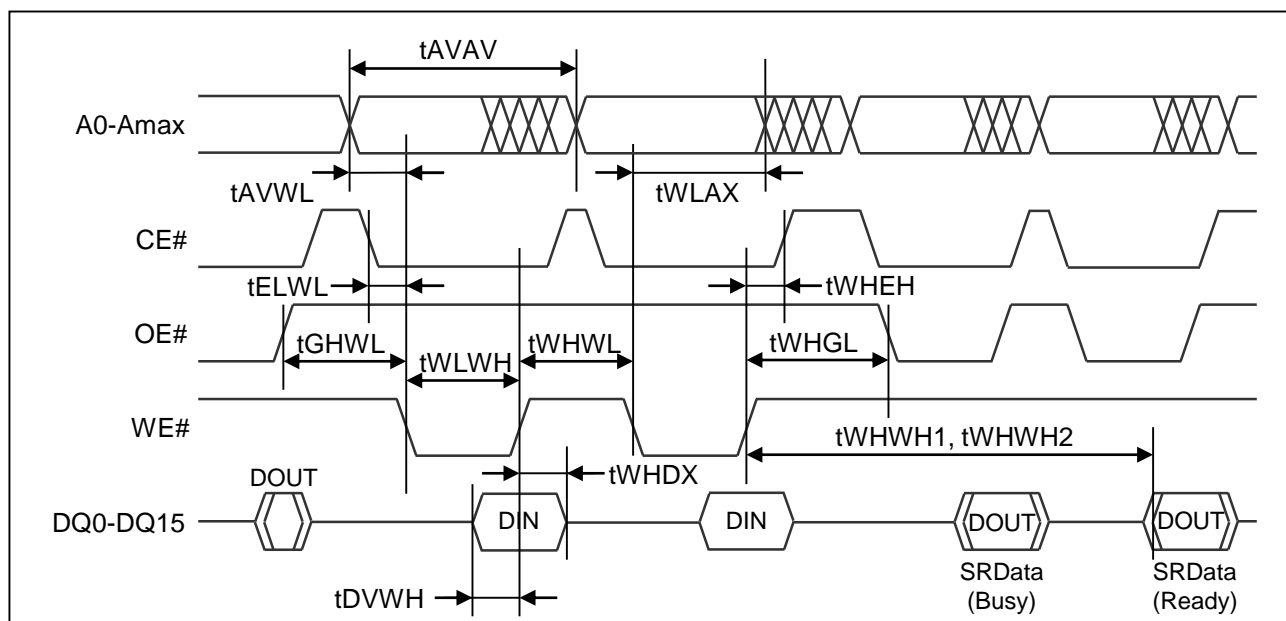 tAVAV
A0-Amax
tAVWL
tWLAX
CE#
tELWL
tWHEH
OE#
tGHWL
tWLWH
tWHWL
tWHGL
WE#
tWHWH1, tWHWH2
tWHDX
DOUT
DQ0-DQ15
DIN
DIN
DOUT
DOUT
tDVWH
SRData
(Busy)
SRData
(Ready)